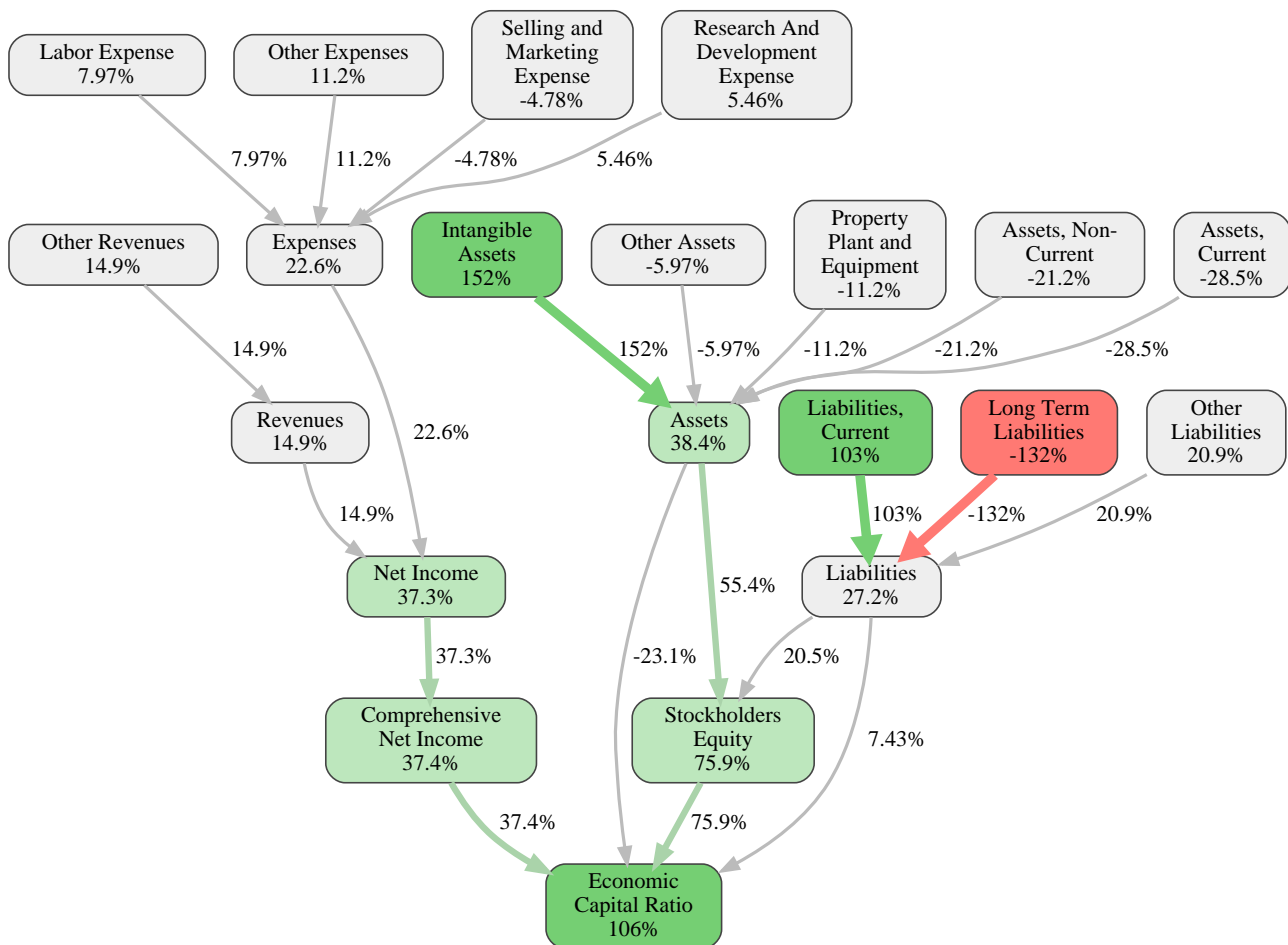 Labor Expense
7.97%
Other Expenses
11.2%
Selling and
Marketing
Expense
-4.78%
Research And
Development
Expense
5.46%
7.97%
11.2%
-4.78%
5.46%
Other Revenues
14.9%
Expenses
22.6%
Intangible
Assets
152%
Other Assets
-5.97%
Property
Plant and
Equipment
-11.2%
Assets, Non-
Current
-21.2%
Assets,
Current
-28.5%
14.9%
152%
-5.97%
-11.2%
-21.2%
-28.5%
Revenues
14.9%
22.6%
Assets
38.4%
Liabilities,
Current
103%
Long Term
Liabilities
-132%
Other
Liabilities
20.9%
14.9%
103%
-132%
20.9%
Net Income
37.3%
55.4%
Liabilities
27.2%
37.3%
-23.1%
20.5%
Comprehensive
Net Income
37.4%
Stockholders
Equity
75.9%
7.43%
37.4%
75.9%
Economic
Capital Ratio
106%